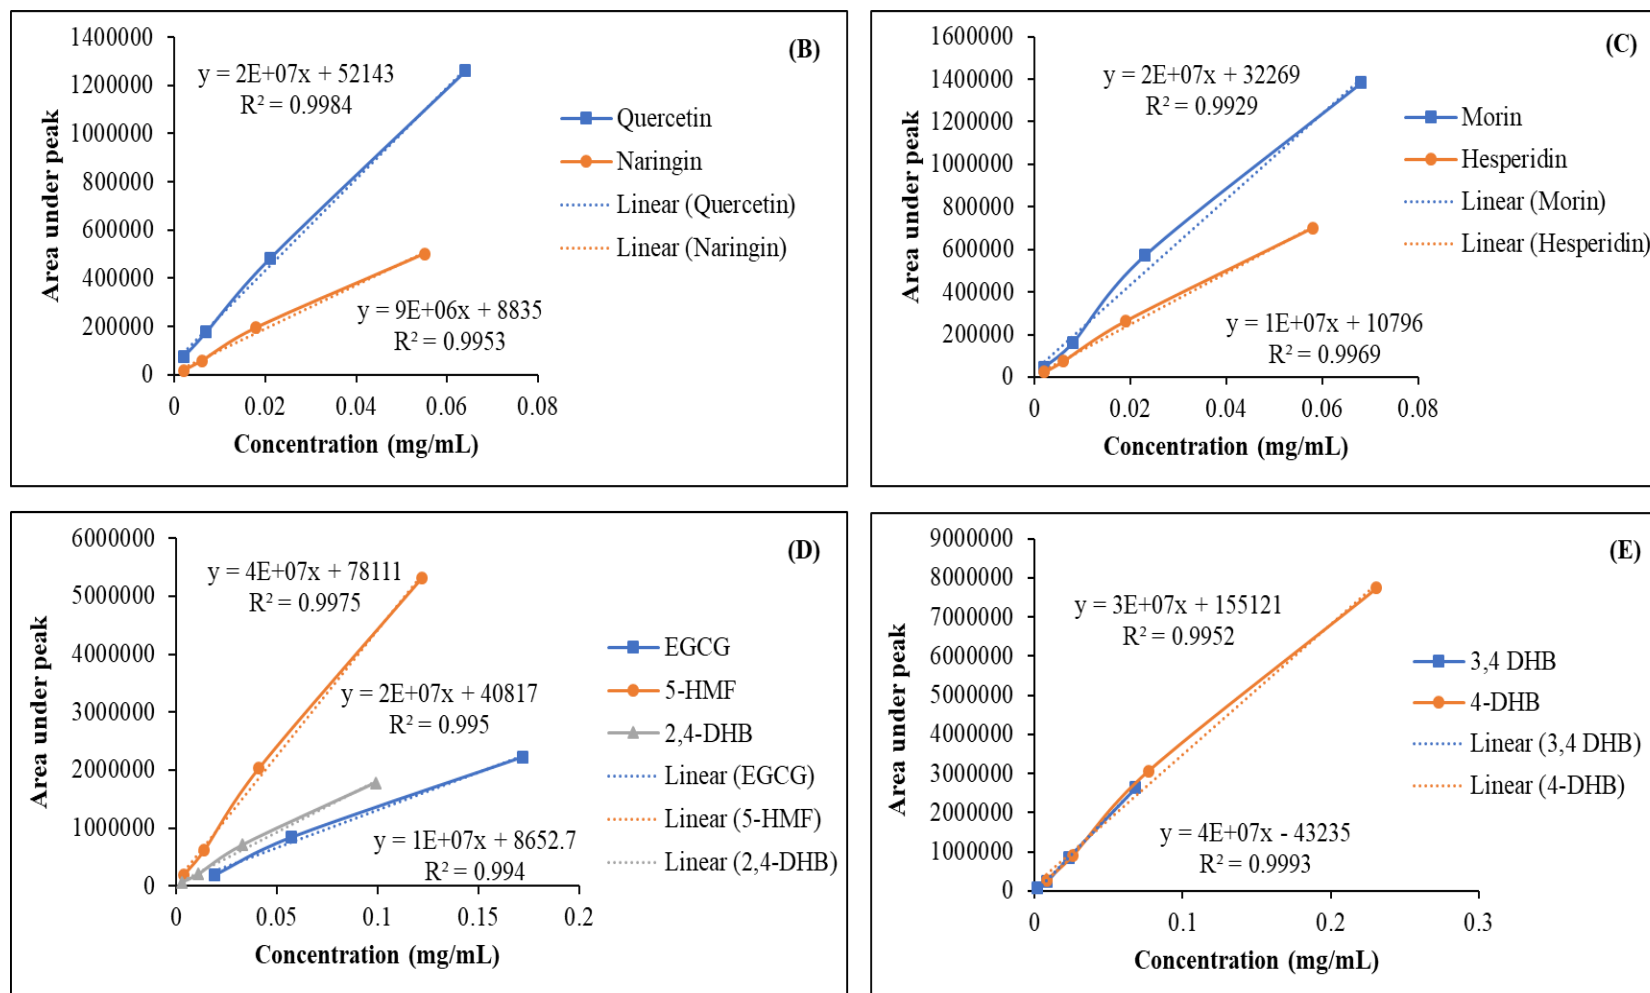 (B)
y = 2E+07x + 52143
R² = 0.9984
y = 9E+06x + 8835
R² = 0.9953
Area under peak
1400000
1200000
1000000
800000
600000
400000
200000
0
0 0.02 0.04 0.06 0.08
Concentration (mg/mL)
Quercetin
Naringin
Linear (Quercetin)
Linear (Naringin)
(C)
y = 2E+07x + 32269
R² = 0.9929
y = 1E+07x + 10796
R² = 0.9969
Area under peak
1600000
1400000
1200000
1000000
800000
600000
400000
200000
0
0 0.02 0.04 0.06 0.08
Concentration (mg/mL)
Morin
Hesperidin
Linear (Morin)
Linear (Hesperidin)
(D)
y = 4E+07x + 78111
R² = 0.9975
y = 2E+07x + 40817
R² = 0.995
y = 1E+07x + 8652.7
R² = 0.994
Area under peak
6000000
5000000
4000000
3000000
2000000
1000000
0
0 0.05 0.1 0.15 0.2
Concentration (mg/mL)
EGCG
5-HMF
2,4-DHB
Linear (EGCG)
Linear (5-HMF)
Linear (2,4-DHB)
(E)
y = 3E+07x + 155121
R² = 0.9952
y = 4E+07x - 43235
R² = 0.9993
Area under peak
9000000
8000000
7000000
6000000
5000000
4000000
3000000
2000000
1000000
0
0 0.1 0.2 0.3
Concentration (mg/mL)
3,4 DHB
4-DHB
Linear (3,4 DHB)
Linear (4-DHB)